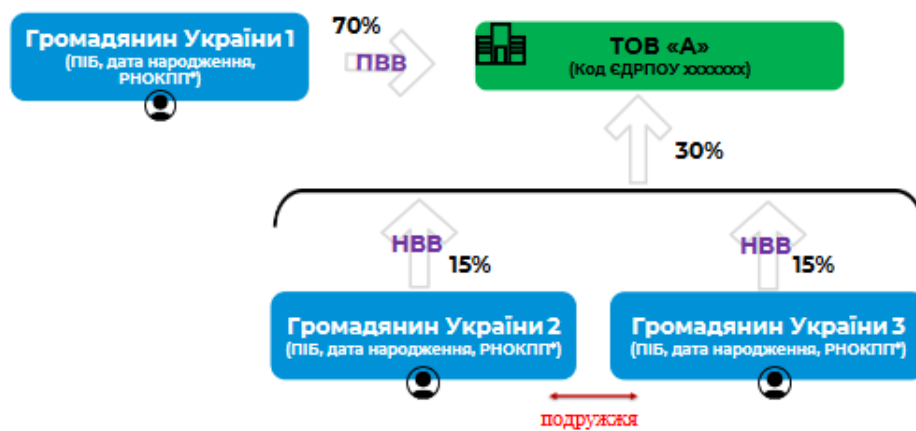 Громадянин України 1
(ПІБ, дата народження,
РНОКПП*)
70%
ПВВ
ТОВ «А»
(Код ЄДРПОУ xxxxxxx)
30%
НВВ
15%
НВВ
15%
Громадянин України 2
(ПІБ, дата народження, РНОКПП*)
Громадянин України 3
(ПІБ, дата народження, РНОКПП*)
подружжя